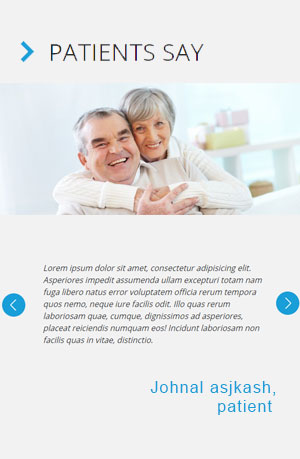 PATIENTS SAY
Lorem ipsum dolor sit amet, consectetur adipisicing elit.
Asperiores impedit assumenda ullam excepturi totam nam
fuga libero natus error voluptatem officia rerum tempora
quos nemo, neque iure facilis odit. Illo quas rerum
laboriosam quae, cumque, dignissimos ad asperiores,
placeat reiciendis numquam eos! Incidunt laboriosam non
facilis quas in vitae, distinctio.
Johnal asjkash,
patient